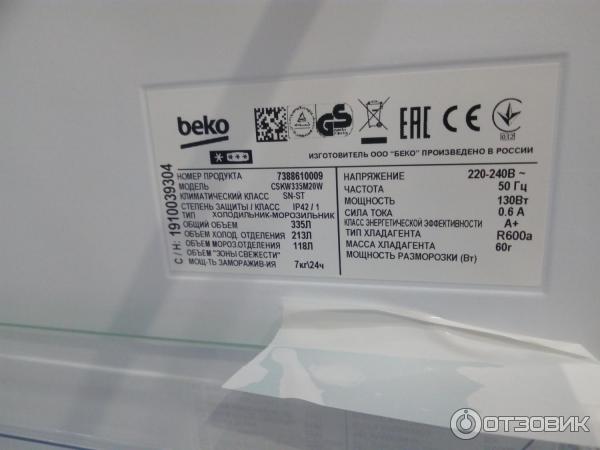 beko
GS
EAC CE
ИЗГОТОВИТЕЛЬ ООО "БЕКО" ПРОИЗВЕДЕНО В РОССИИ
С / Н: 1910039304
НОМЕР ПРОДУКТА 7388610009
МОДЕЛЬ CSKW335M20W
КЛИМАТИЧЕСКИЙ КЛАСС SN-ST
СТЕПЕНЬ ЗАЩИТЫ / КЛАСС IP42 / 1
ТИП ХОЛОДИЛЬНИК-МОРОЗИЛЬНИК
ОБЩИЙ ОБЪЕМ 335Л
ОБЪЕМ ХОЛОД. ОТДЕЛЕНИЯ 213Л
ОБЪЕМ МОРОЗ.ОТДЕЛЕНИЯ 118Л
ОБЪЕМ "ЗОНЫ СВЕЖЕСТИ"
МОЩ-ТЬ ЗАМОРАЖИВ-ИЯ 7кг\24ч
НАПРЯЖЕНИЕ 220-240В ~
ЧАСТОТА 50 Гц
МОЩНОСТЬ 130Вт
СИЛА ТОКА 0.6 А
КЛАСС ЭНЕРГЕТИЧЕСКОЙ ЭФФЕКТИВНОСТИ A+
ТИП ХЛАДАГЕНТА R600a
МАССА ХЛАДАГЕНТА 60г
МОЩНОСТЬ РАЗМОРОЗКИ (Вт)
ОТЗОВИК